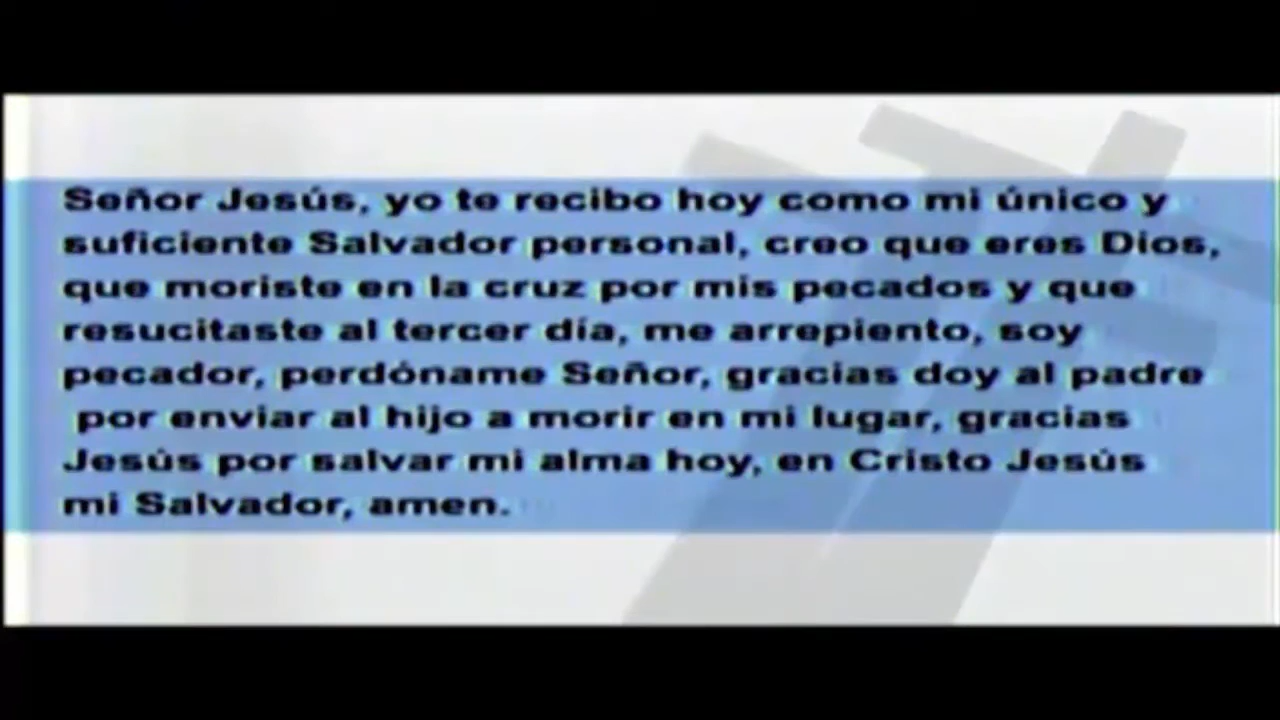 Señor Jesús, yo te recibo hoy como mi único y
suficiente Salvador personal, creo que eres Dios,
que moriste en la cruz por mis pecados y que
resucitaste al tercer día, me arrepiento, soy
pecador, perdóname Señor, gracias doy al padre
por enviar al hijo a morir en mi lugar, gracias
Jesús por salvar mi alma hoy, en Cristo Jesús
mi Salvador, amen.